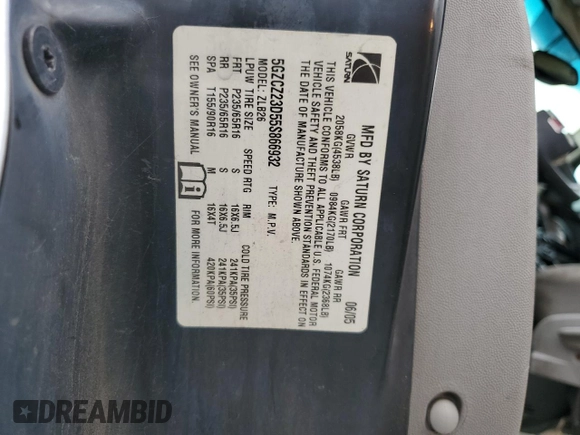 SATURN
MFD BY SATURN CORPORATION 06/05
GVWR GAWR FRT GAWR RR
2058KG(4538LB) 0984KG(2170LB) 1074KG(2368LB)
THIS VEHICLE CONFORMS TO ALL APPLICABLE U.S. FEDERAL MOTOR
VEHICLE SAFETY AND THEFT PREVENTION STANDARDS IN EFFECT ON
THE DATE OF MANUFACTURE SHOWN ABOVE.
5GZCZ23D55S866932 TYPE: M.P.V.
MODEL: ZLB26
LPUW TIRE SIZE SPEED RTG RIM COLD TIRE PRESSURE
FRT P235/65R16 S 16X6.5J 241KPA(35PSI)
RR P235/65R16 S 16X6.5J 241KPA(35PSI)
SPA T155/90R16 M 16X4T 420KPA(60PSI)
SEE OWNER'S MANUAL FOR MORE INFORMATION.
DREAMBID